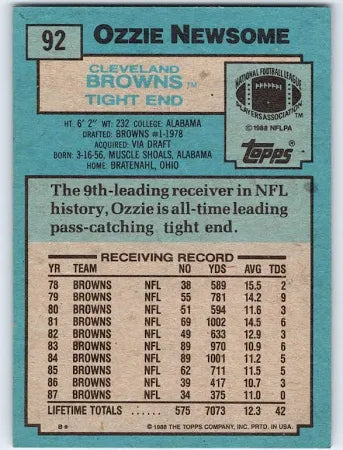 92 OZZIE NEWSOME
CLEVELAND
BROWNS™
TIGHT END
NATIONAL FOOTBALL LEAGUE
PLAYERS ASSOCIATION
© 1988 NFLPA
topps
HT. 6' 2" WT: 232 COLLEGE: ALABAMA
DRAFTED: BROWNS #1-1978
ACQUIRED: VIA DRAFT
BORN: 3-16-56, MUSCLE SHOALS, ALABAMA
HOME: BRATENAHL, OHIO
The 9th-leading receiver in NFL
history, Ozzie is all-time leading
pass-catching tight end.
RECEIVING RECORD
YR TEAM NO YDS AVG TDS
78 BROWNS NFL 38 589 15.5 2
79 BROWNS NFL 55 781 14.2 9
80 BROWNS NFL 51 594 11.6 3
81 BROWNS NFL 69 1002 14.5 6
82 BROWNS NFL 49 633 12.9 3
83 BROWNS NFL 89 970 10.9 6
84 BROWNS NFL 89 1001 11.2 5
85 BROWNS NFL 62 711 11.5 5
86 BROWNS NFL 39 417 10.7 3
87 BROWNS NFL 34 375 11.0 0
LIFETIME TOTALS ...... 575 7073 12.3 42
B* © 1988 THE TOPPS COMPANY, INC. PRTD. IN USA.